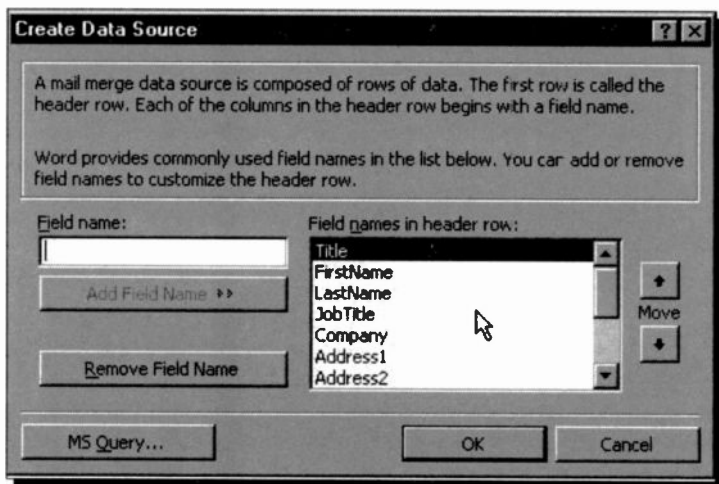 Create Data Source
A mail merge data source is composed of rows of data. The first row is called the
header row. Each of the columns in the header row begins with a field name.
Word provides commonly used field names in the list below. You can add or remove
field names to customize the header row.
Field name:
Field names in header row:
Title
FirstName
LastName
JobTitle
Company
Address1
Address2
Add Field Name
Remove Field Name
Move
MS Query...
OK
Cancel